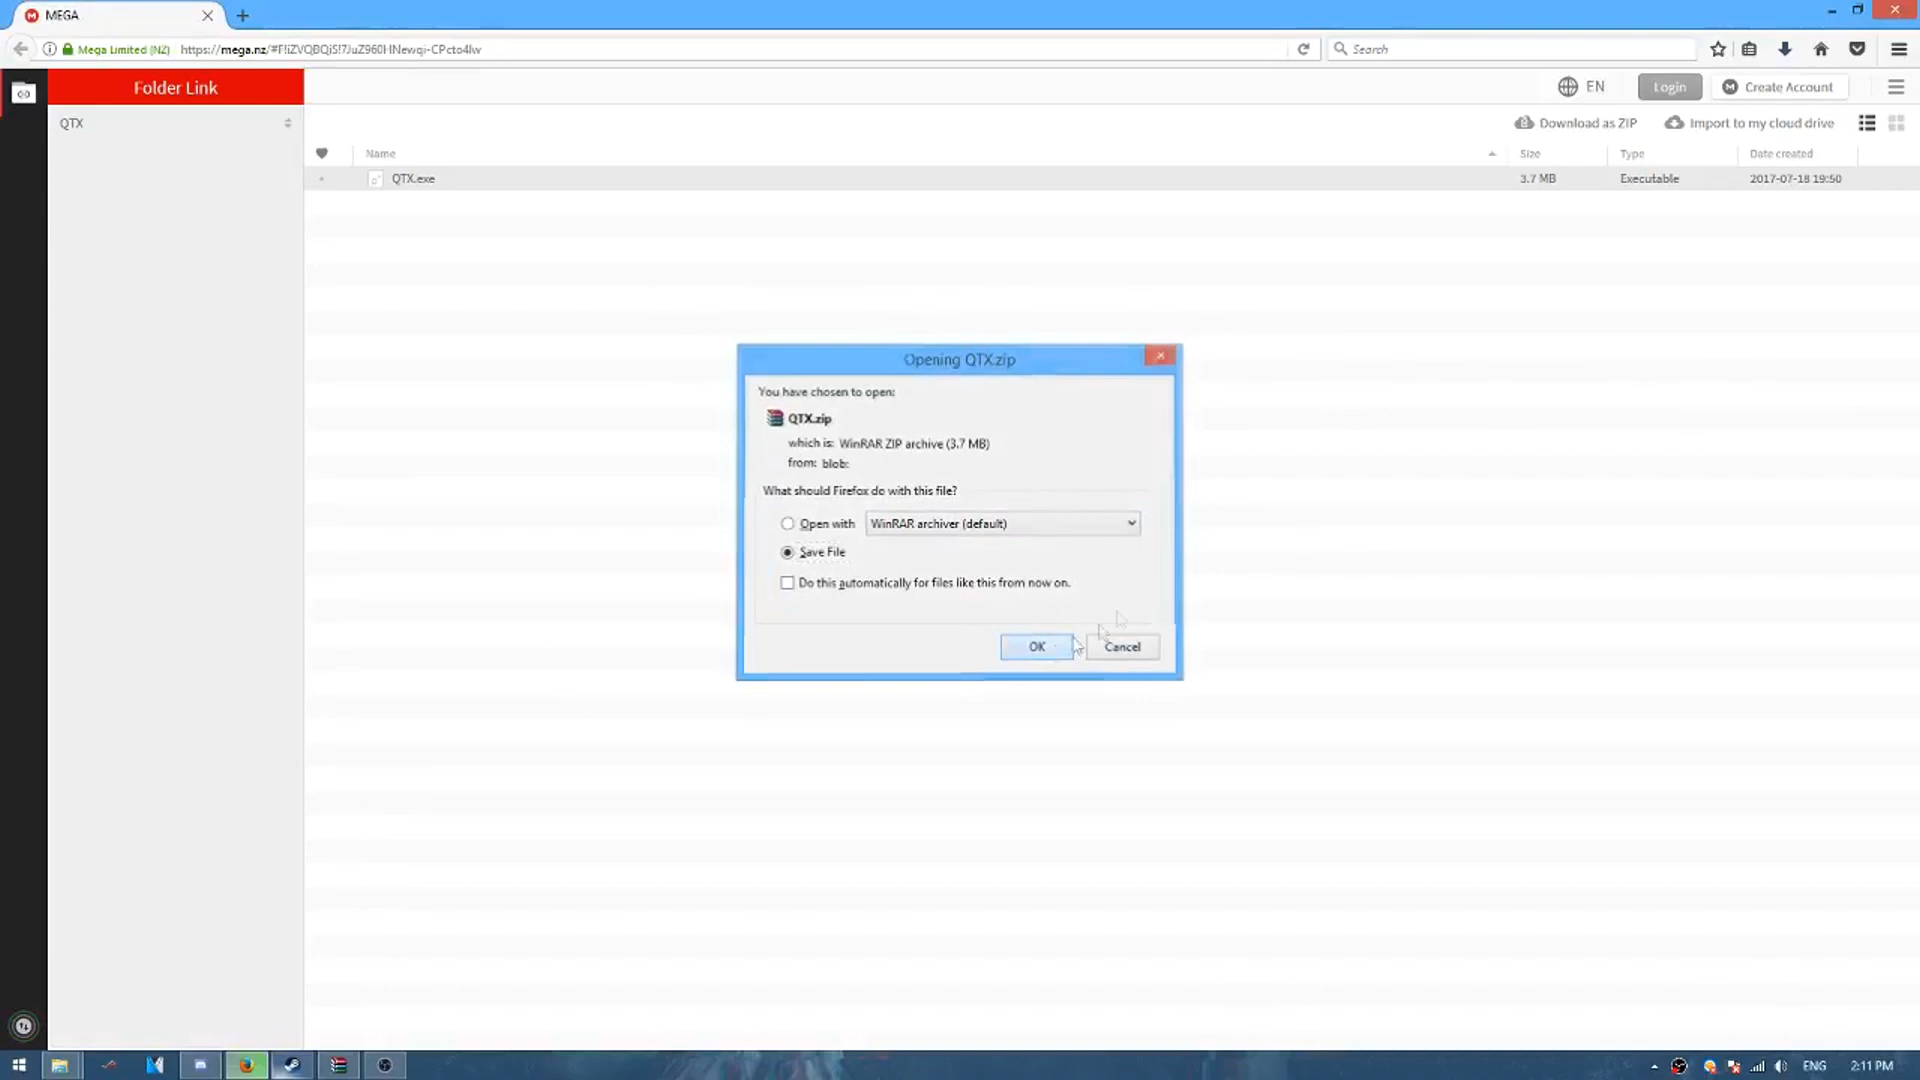 MEGA
Mega Limited (NZ)
Search
Folder Link
EN
Login
Create Account
QTX
Download as ZIP
Import to my cloud drive
Name
Size
Type
Date created
QTX.exe
3.7 MB
Executable
2017-07-18 19:50
Opening QTX.zip
You have chosen to open:
QTX.zip
which is: WinRAR ZIP archive (3.7 MB)
from: blob:
What should Firefox do with this file?
Open with
WinRAR archiver (default)
Save File
Do this automatically for files like this from now on.
OK
Cancel
ENG
2:11 PM